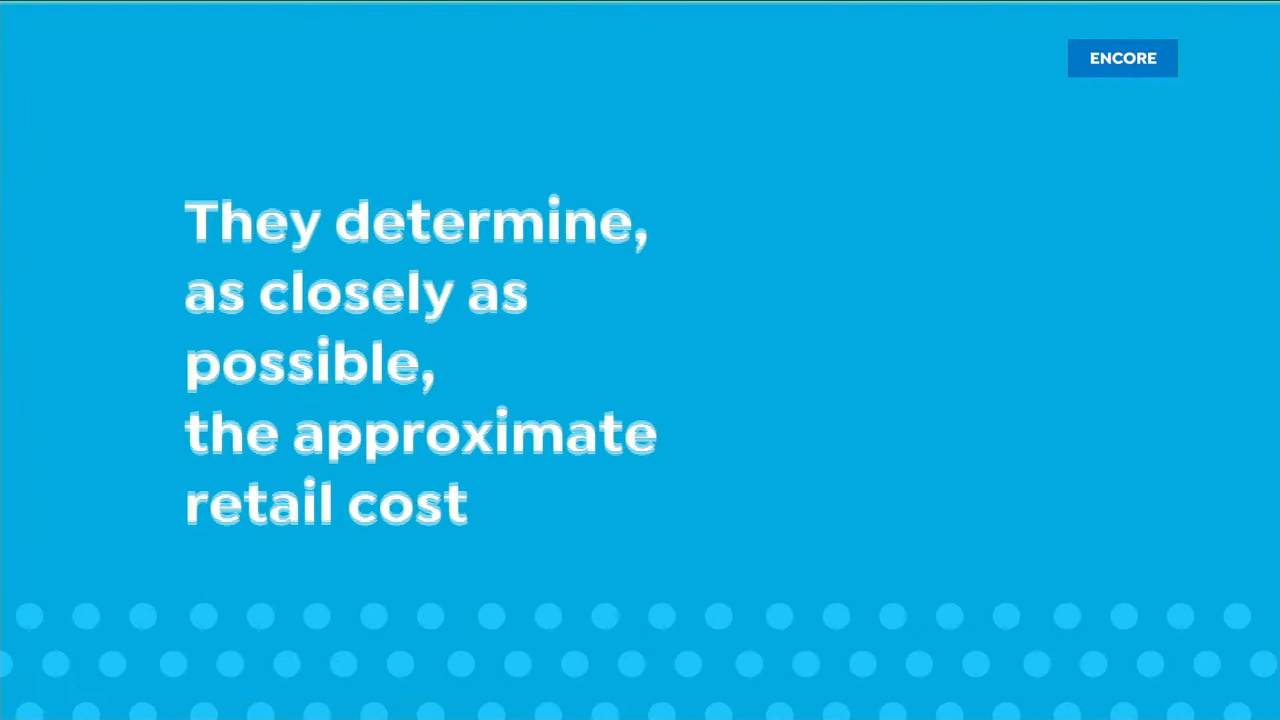 ENCORE
They determine,
as closely as
possible,
the approximate
retail cost